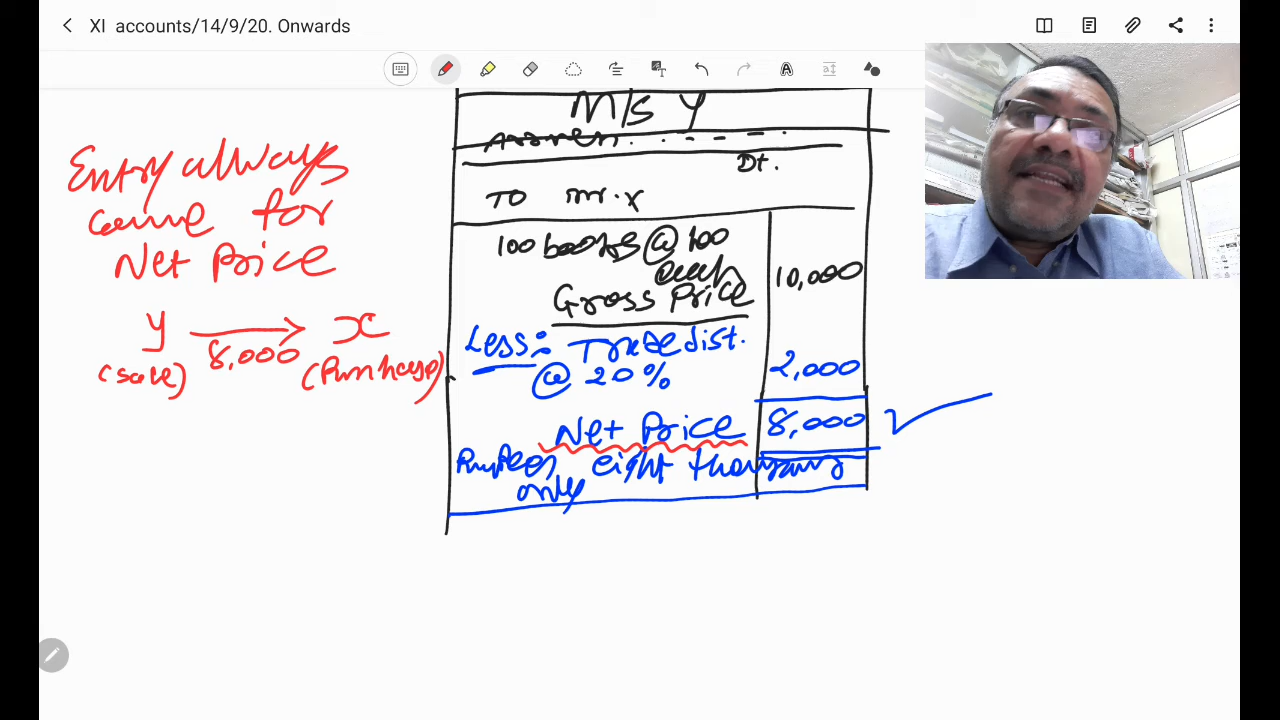 XI accounts/14/9/20. Onwards
M/S Y
Address. - - - -
Dt.
TO Mr. X
100 books @ 100
each
Gross Price 10,000
Less: Trade dist.
@ 20% 2,000
Net Price 8,000
Rupees eight thousand
only
Entry always
came for
Net Price
Y → X
8,000
(sale) (Purchase)